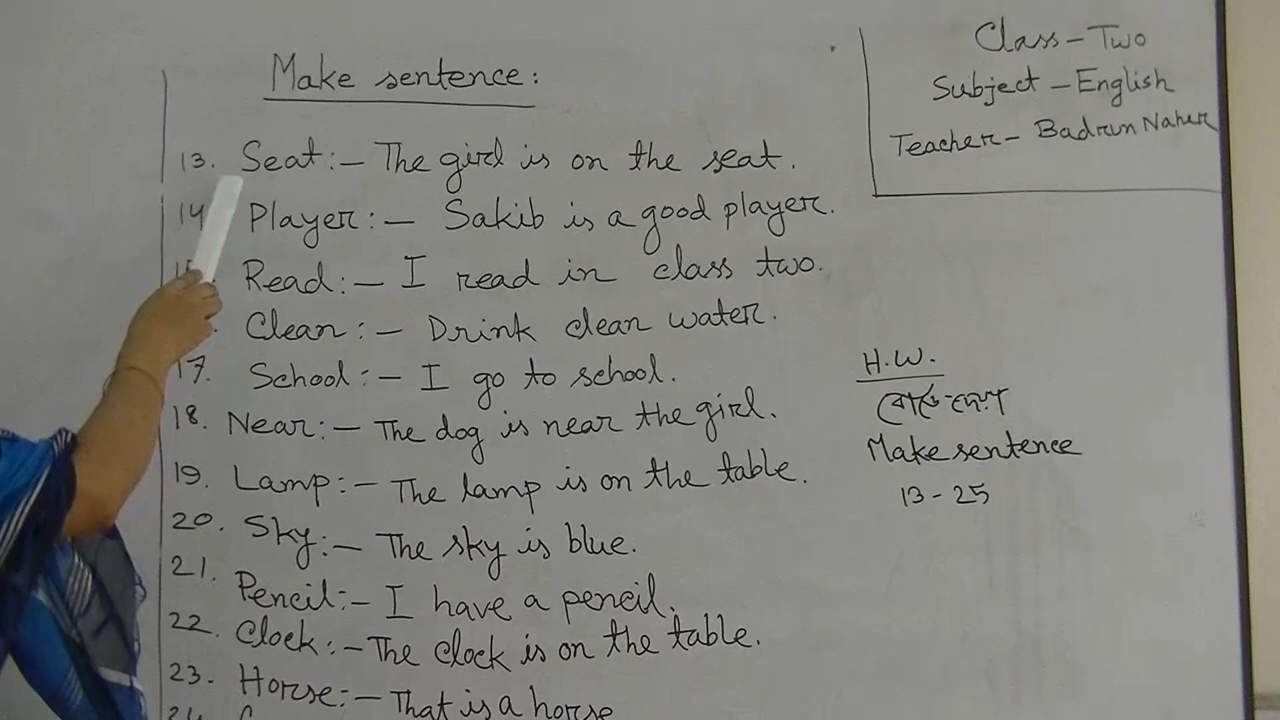 Make sentence:
Class - Two
Subject - English
Teacher - Badrun Naher
13. Seat:- The girl is on the seat.
14 Player:- Sakib is a good player.
Read:- I read in class two.
Clean:- Drink clean water.
17. School:- I go to school.
18. Near:- The dog is near the girl.
19. Lamp:- The lamp is on the table.
20. Sky:- The sky is blue.
21. Pencil:- I have a pencil.
22. Clock:- The clock is on the table.
23. Horse:- That is a horse
24.
H.W.
Make sentence
13 - 25